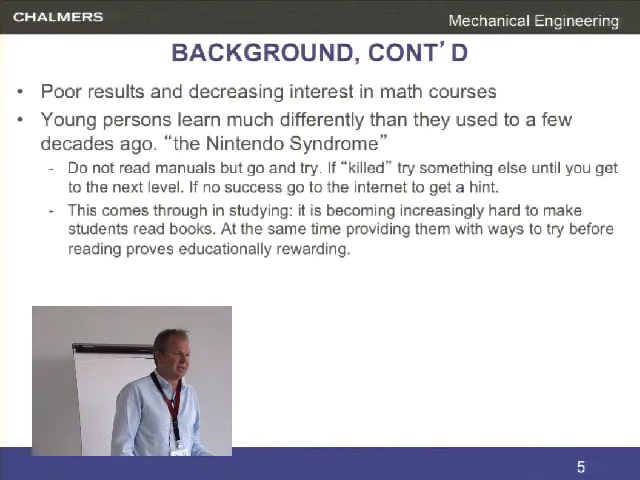 CHALMERS
Mechanical Engineering
BACKGROUND, CONT’D
• Poor results and decreasing interest in math courses
• Young persons learn much differently than they used to a few
decades ago. “the Nintendo Syndrome”
- Do not read manuals but go and try. If “killed” try something else until you get
to the next level. If no success go to the internet to get a hint.
- This comes through in studying: it is becoming increasingly hard to make
students read books. At the same time providing them with ways to try before
reading proves educationally rewarding.
5